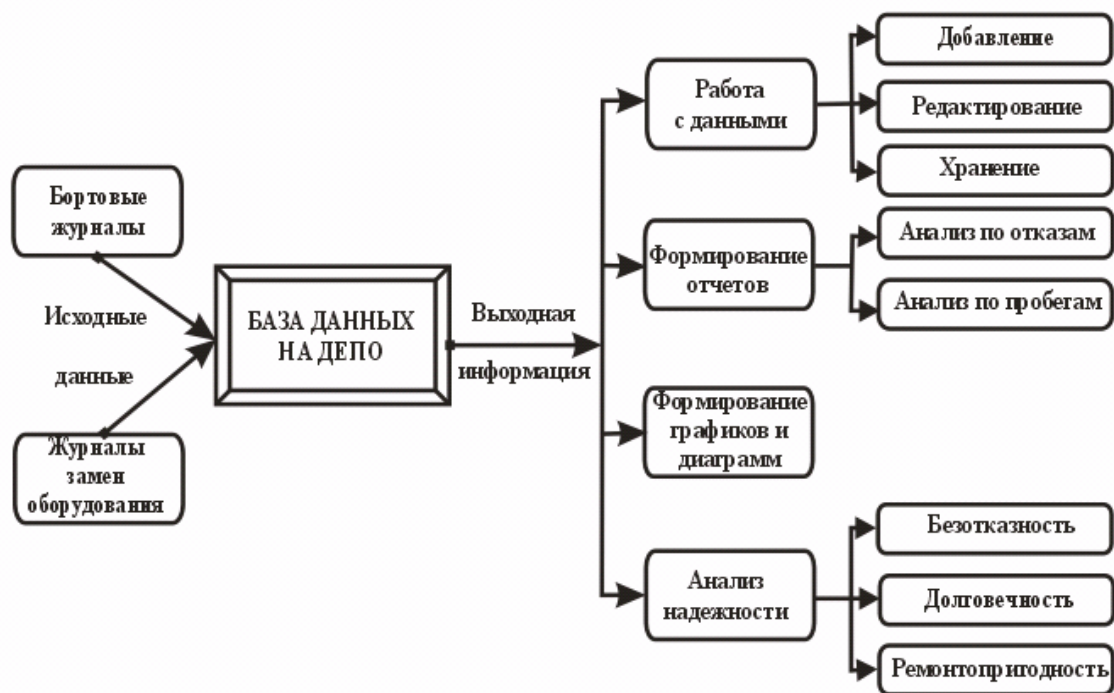 Бортовые
журналы
Исходные
данные
Журналы
замен
оборудования
БАЗА ДАННЫХ
НА ДЕПО
Выходная
информация
Работа
с данными
Добавление
Редактирование
Хранение
Формирование
отчетов
Анализ по отказам
Анализ по пробегам
Формирование
графиков и
диаграмм
Анализ
надежности
Безотказность
Долговечность
Ремонтопригодность